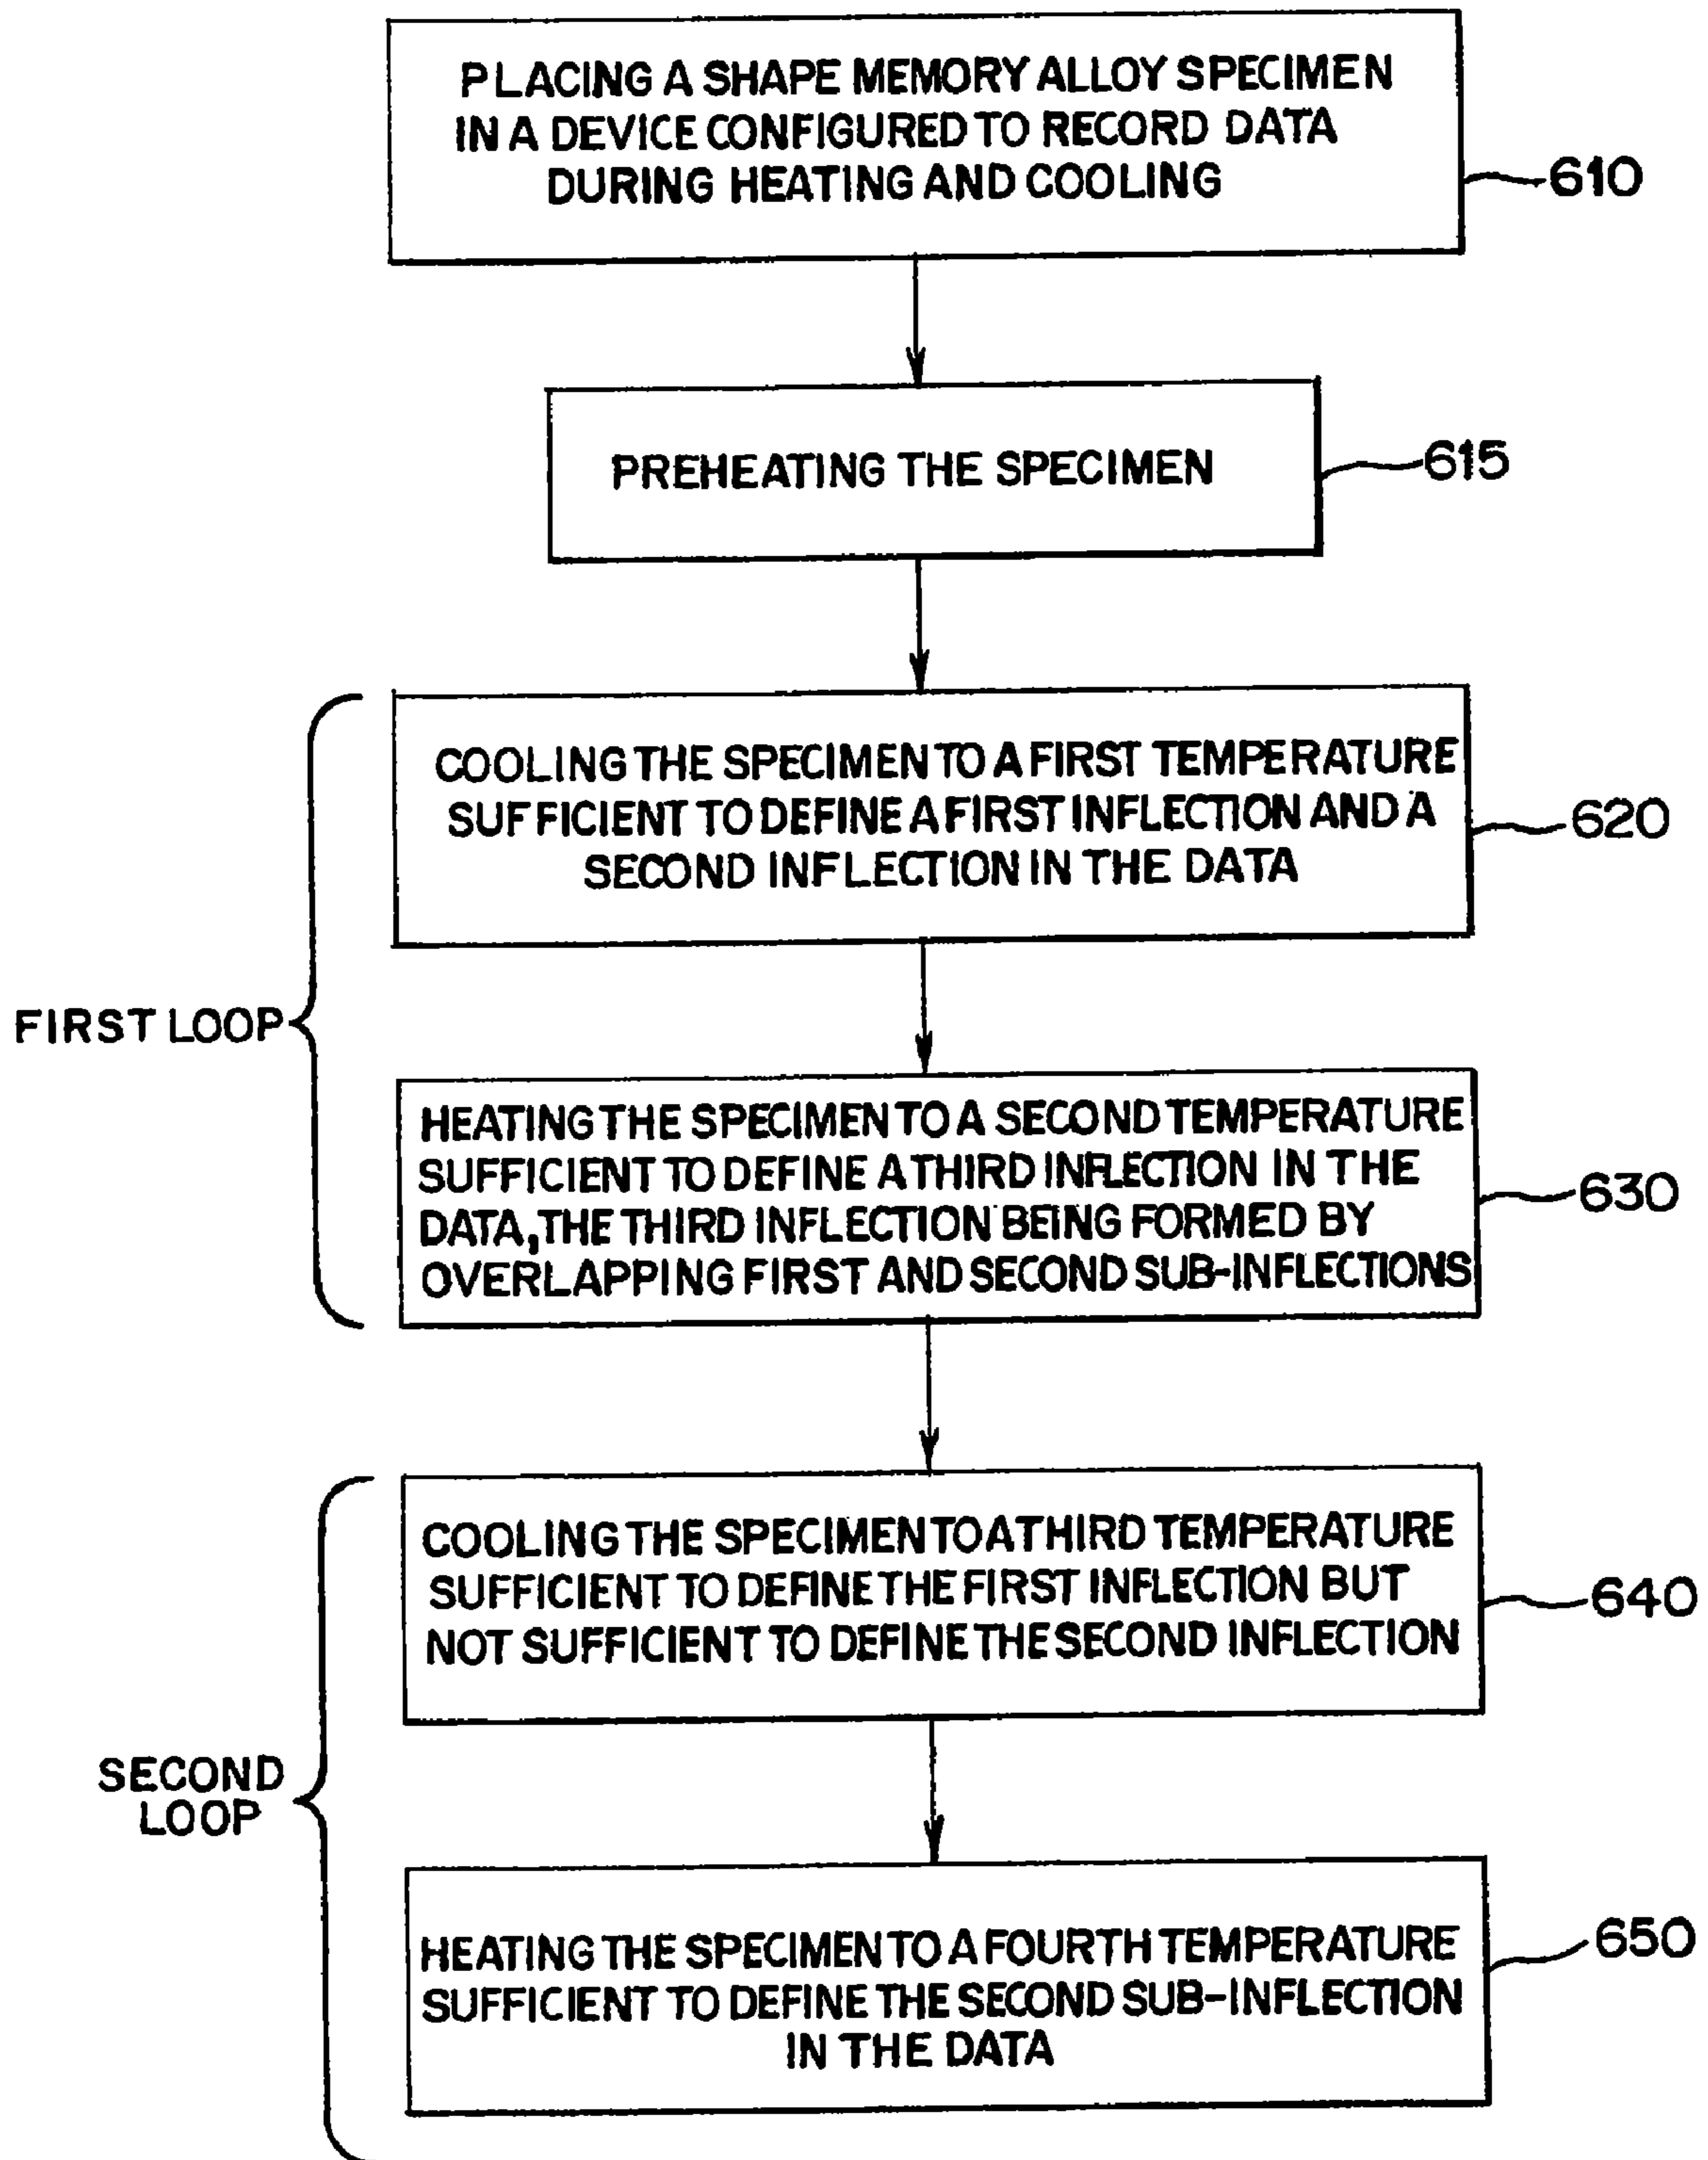 PLACING A SHAPE MEMORY ALLOY SPECIMEN
IN A DEVICE CONFIGURED TO RECORD DATA
DURING HEATING AND COOLING
610
PREHEATING THE SPECIMEN
615
COOLING THE SPECIMEN TO A FIRST TEMPERATURE
SUFFICIENT TO DEFINE A FIRST INFLECTION AND A
SECOND INFLECTION IN THE DATA
620
FIRST LOOP
HEATING THE SPECIMEN TO A SECOND TEMPERATURE
SUFFICIENT TO DEFINE A THIRD INFLECTION IN THE
DATA, THE THIRD INFLECTION BEING FORMED BY
OVERLAPPING FIRST AND SECOND SUB-INFLECTIONS
630
COOLING THE SPECIMEN TO A THIRD TEMPERATURE
SUFFICIENT TO DEFINE THE FIRST INFLECTION BUT
NOT SUFFICIENT TO DEFINE THE SECOND INFLECTION
640
SECOND
LOOP
HEATING THE SPECIMEN TO A FOURTH TEMPERATURE
SUFFICIENT TO DEFINE THE SECOND SUB-INFLECTION
IN THE DATA
650